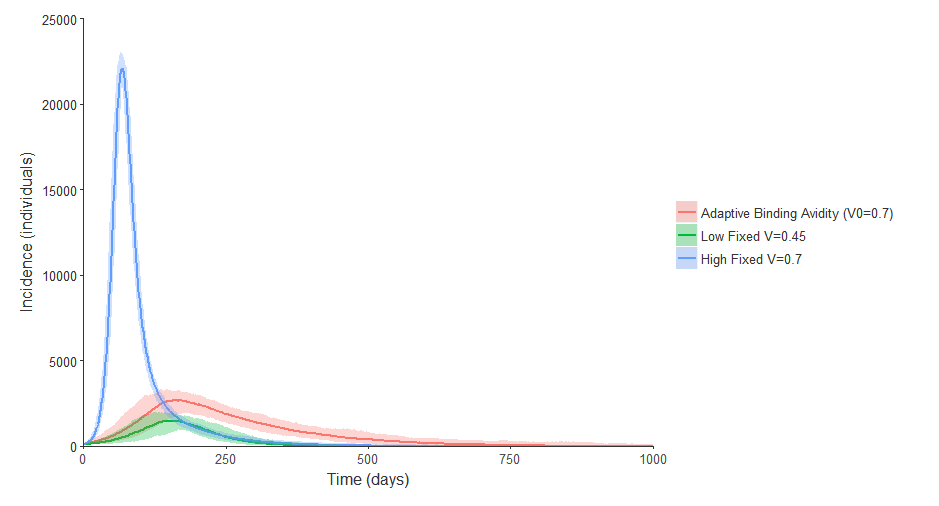 25000
20000
15000
10000
5000
0
Incidence (individuals)
0 250 500 750 1000
Time (days)
Adaptive Binding Avidity (V0=0.7)
Low Fixed V=0.45
High Fixed V=0.7